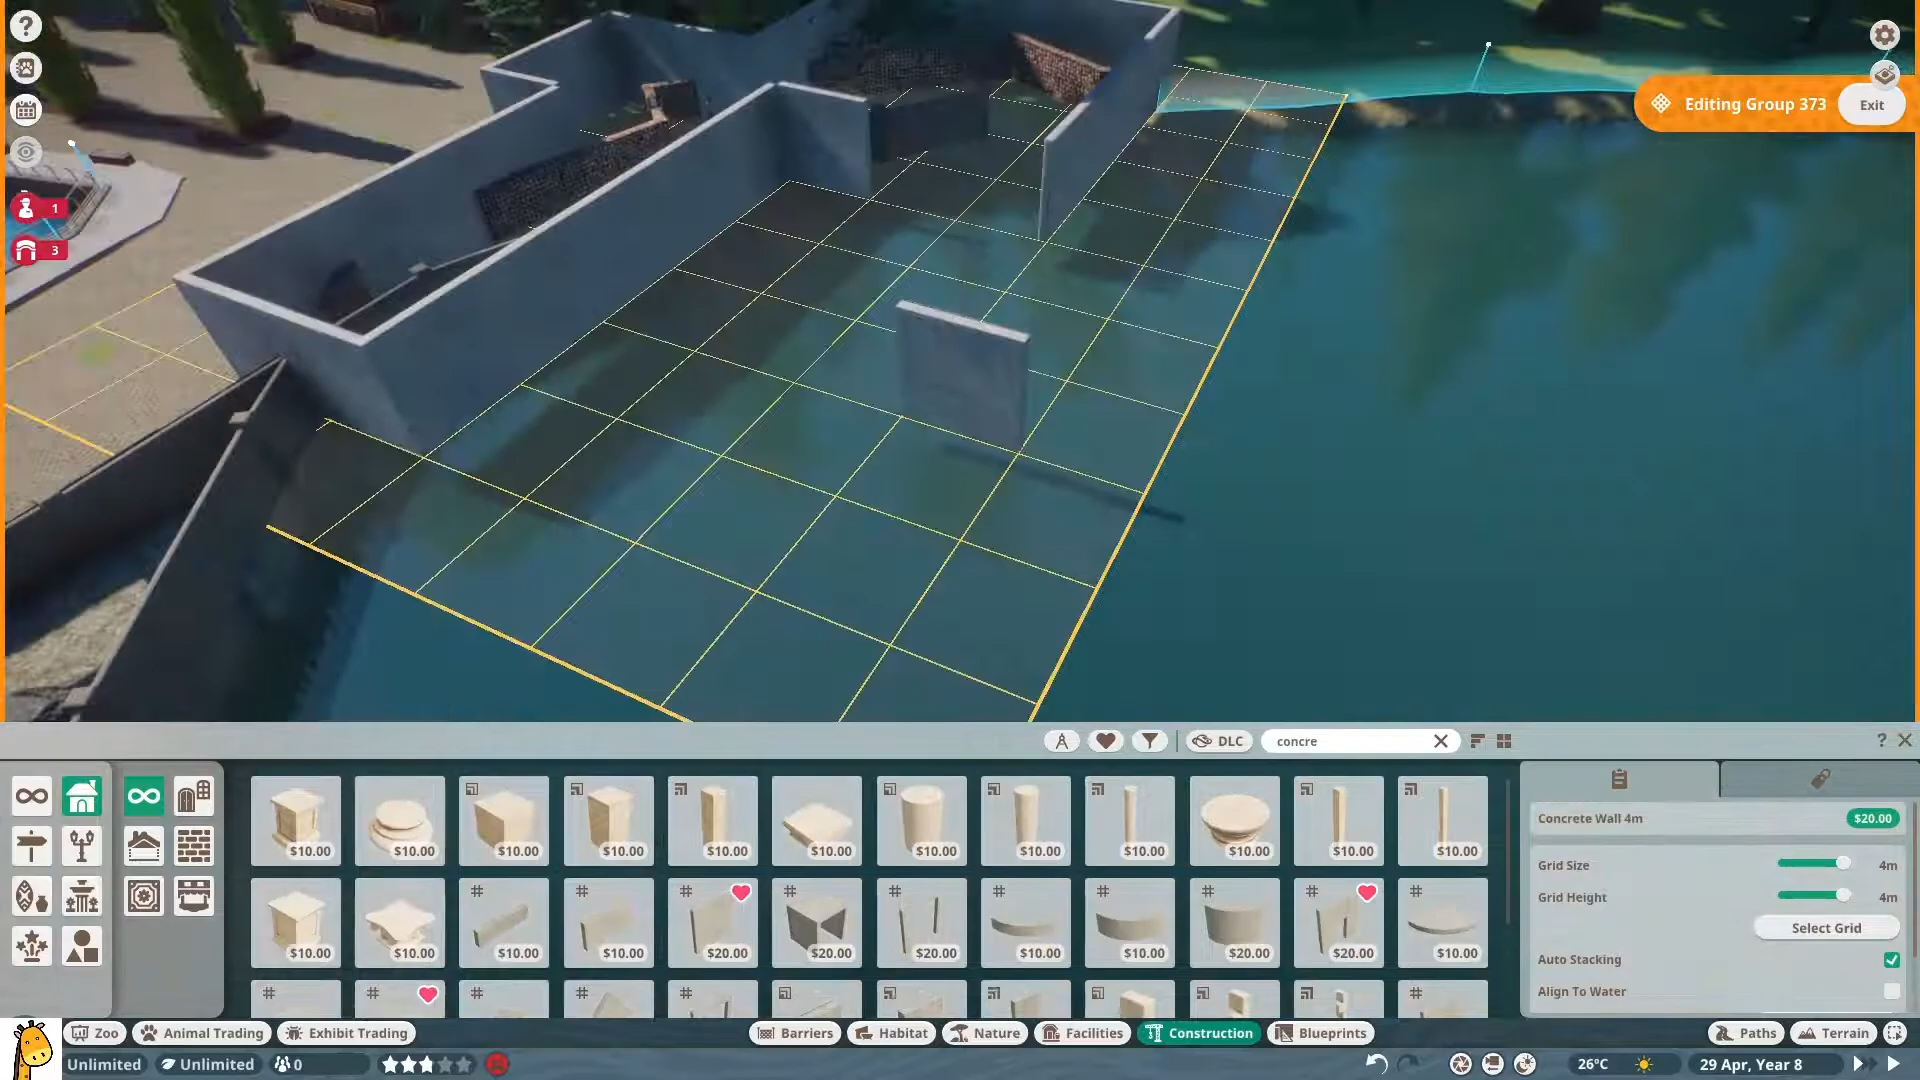 ?
Editing Group 373
Exit
1
3
DLC
concre
?
$10.00 $10.00 $10.00 $10.00 $10.00 $10.00 $10.00 $10.00 $10.00 $10.00 $10.00 $10.00
$10.00 $10.00 $10.00 $10.00 $20.00 $20.00 $20.00 $10.00 $10.00 $20.00 $20.00 $10.00
Concrete Wall 4m
$20.00
Grid Size
4m
Grid Height
4m
Select Grid
Auto Stacking
Align To Water
Zoo
Animal Trading
Exhibit Trading
Barriers
Habitat
Nature
Facilities
Construction
Blueprints
Paths
Terrain
Unlimited
Unlimited
0
26°C
29 Apr, Year 8